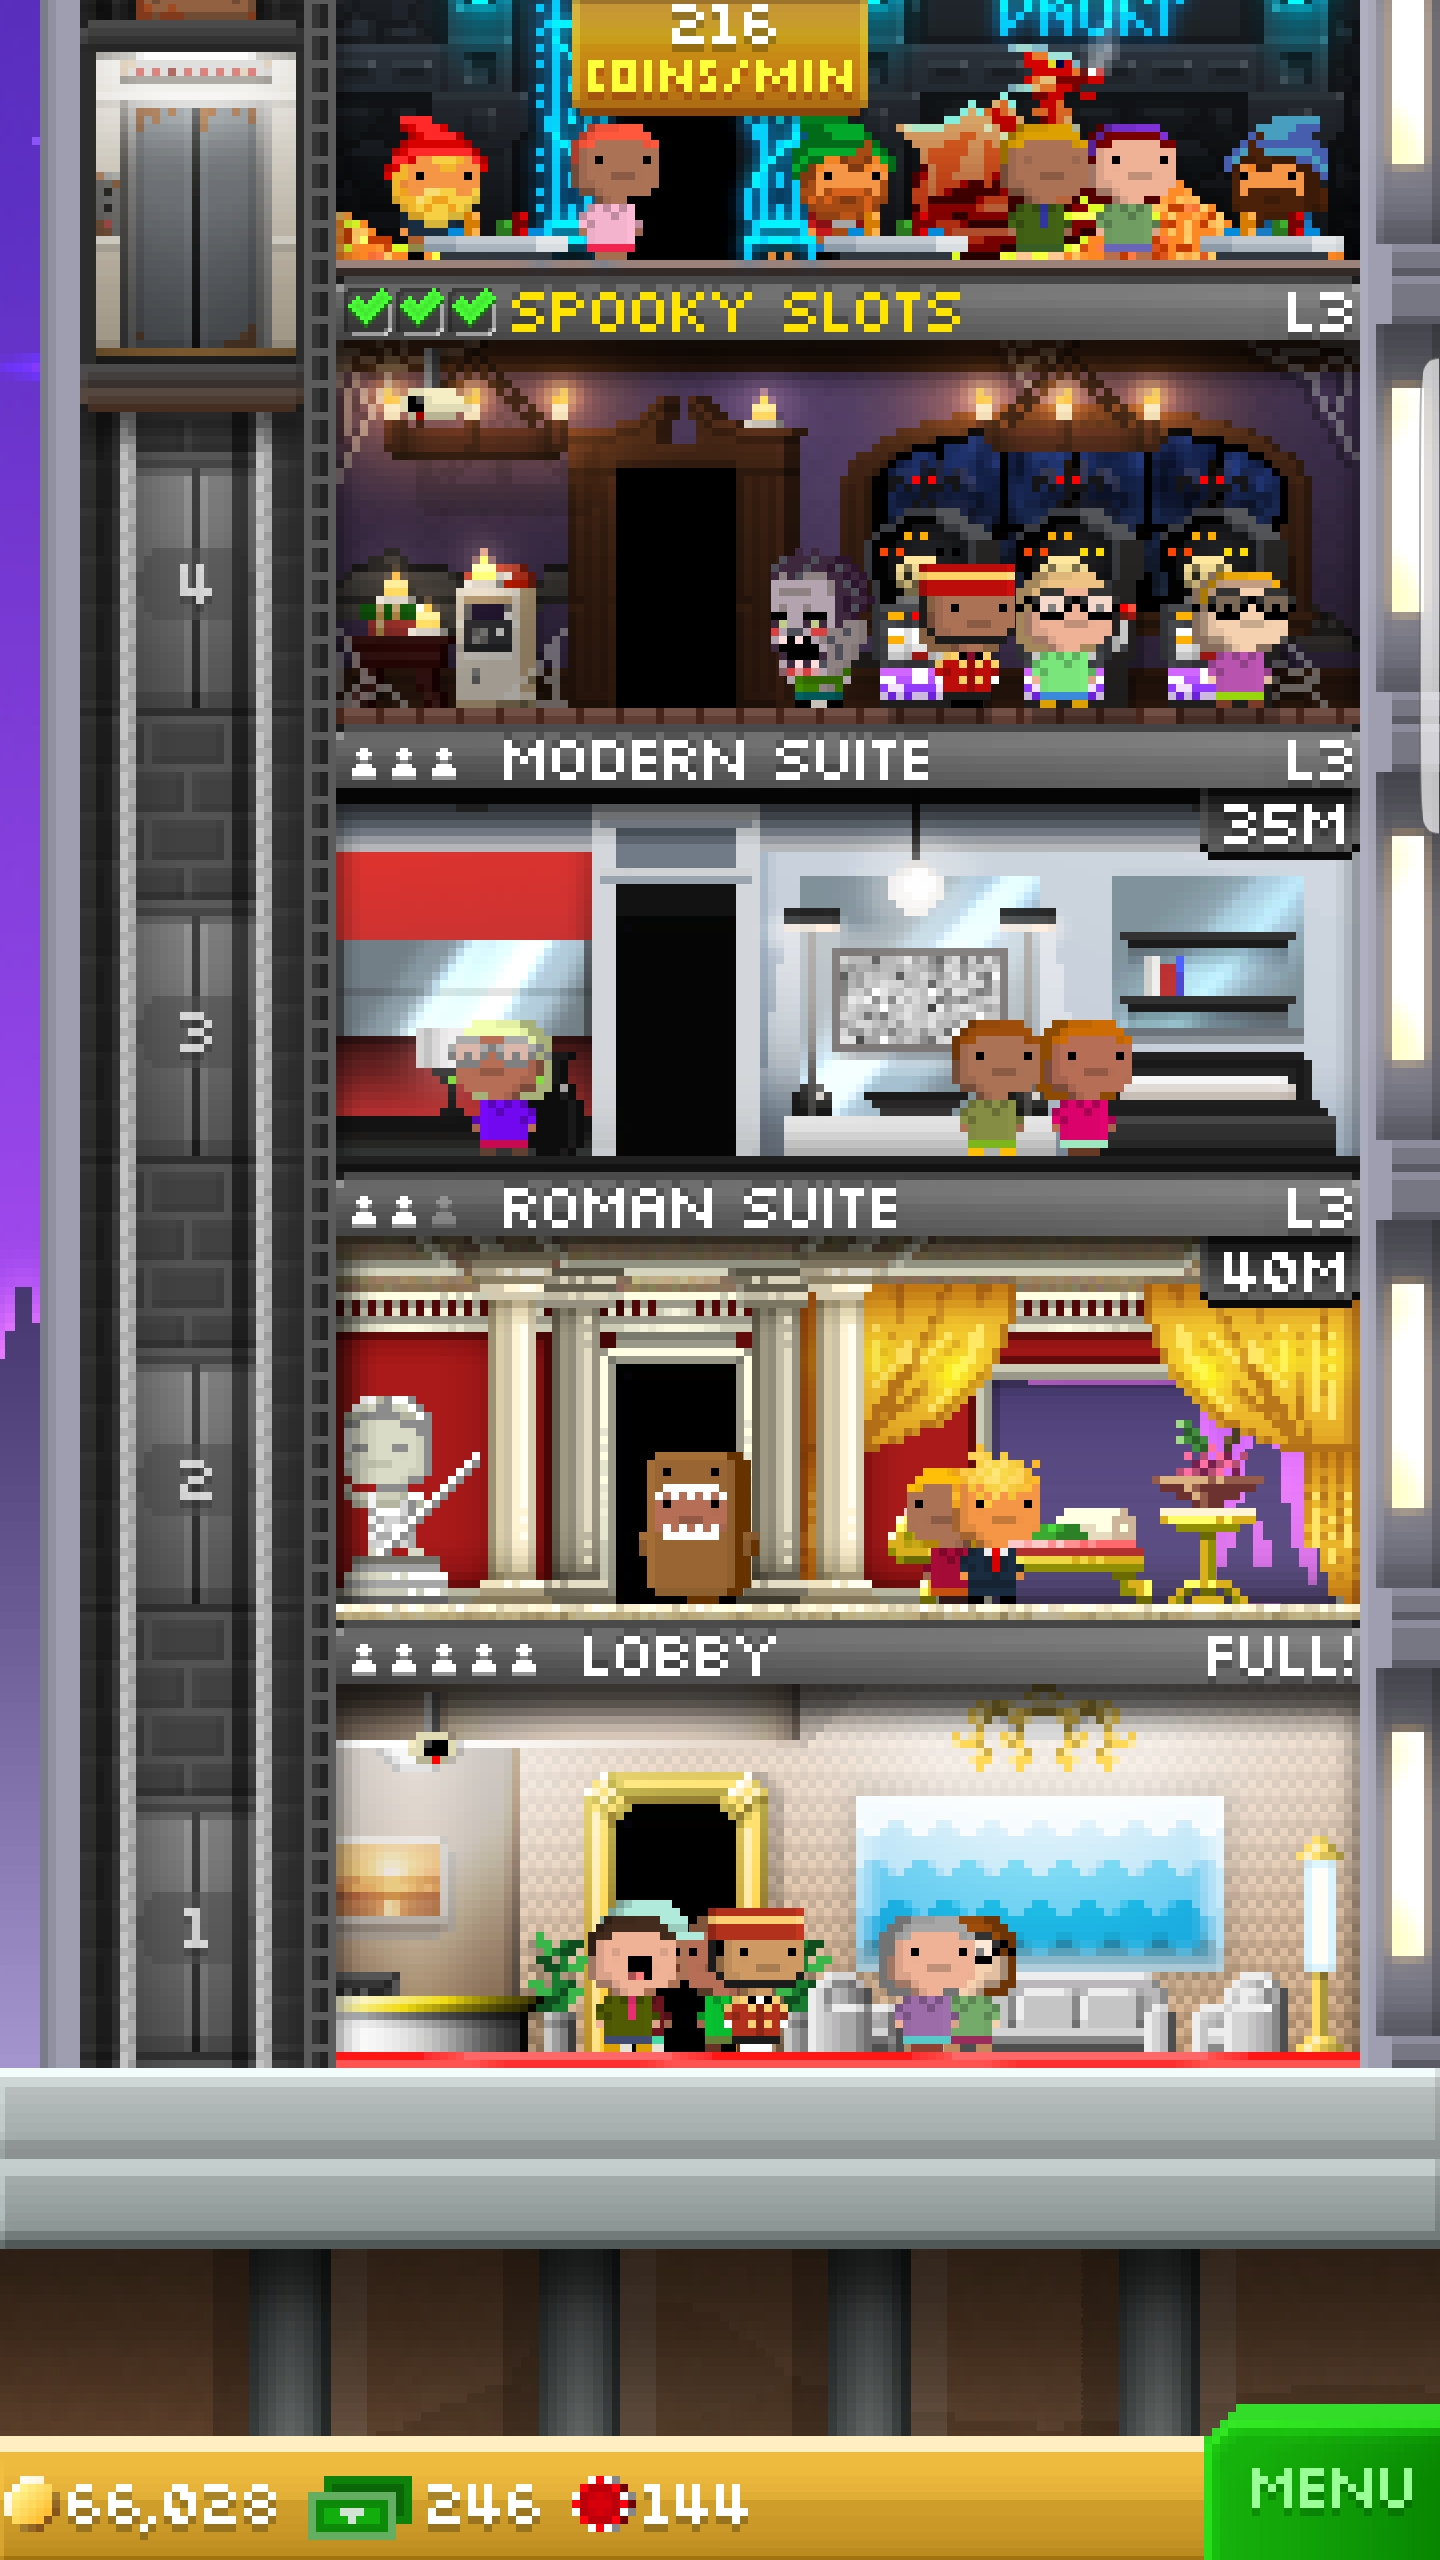 216
COINS/MIN
SPOOKY SLOTS L3
4
MODERN SUITE L3
35M
3
ROMAN SUITE L3
40M
2
LOBBY FULL!
1
66,028 246 144
MENU